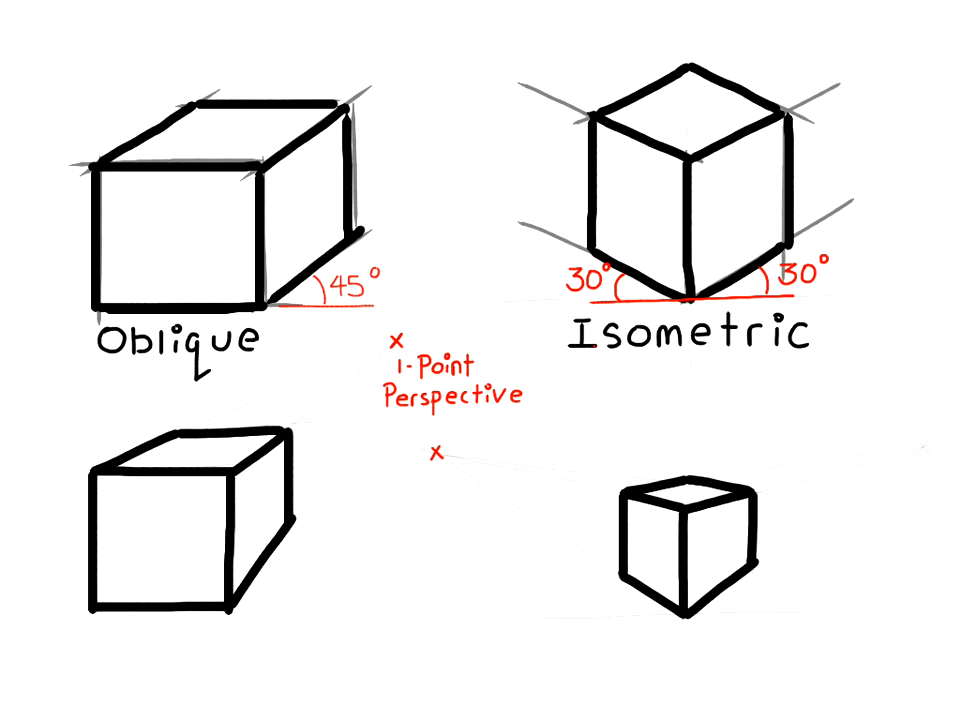 45°
Oblique
30° 30°
Isometric
x
1-Point
Perspective
x